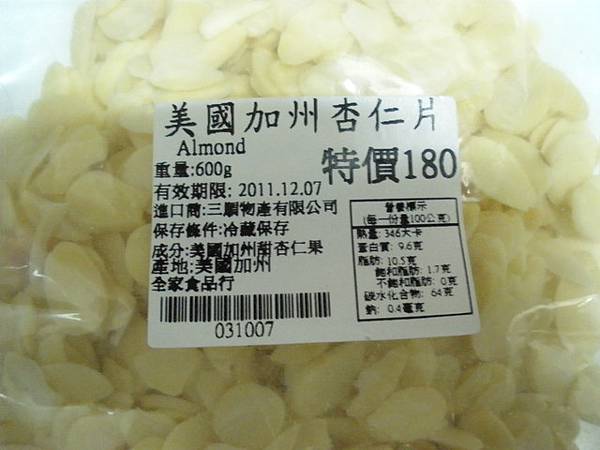 美國加州杏仁片
Almond
特價180
重量:600g
有效期限: 2011.12.07
進口商:三順物產有限公司
保存條件:冷藏保存
成分:美國加州甜杏仁果
產地:美國加州
全家食品行
031007
營養標示
(每一份量100公克)
熱量: 346大卡
蛋白質: 9.6克
脂肪: 10.5克
飽和脂肪: 1.7克
不飽和脂肪: 0克
碳水化合物: 64克
鈉: 0.4毫克